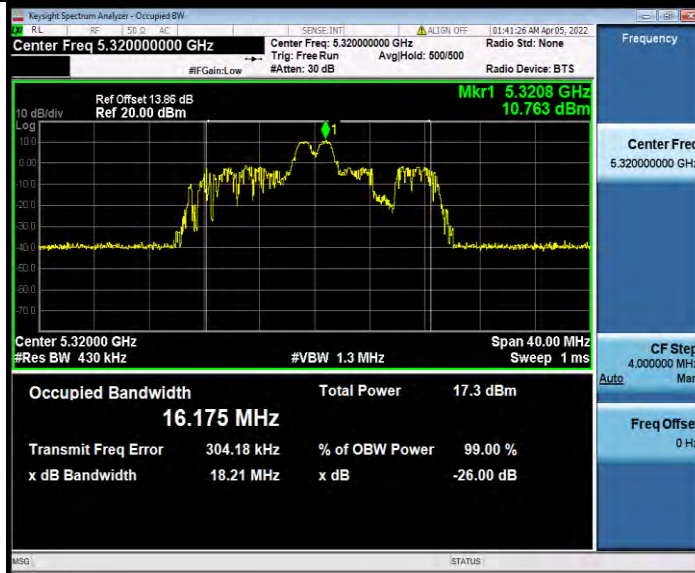 Keysight Spectrum Analyzer - Occupied BW
RL RF 50 Ω AC SENSE:INT ALIGN OFF 01:41:26 AM Apr 05, 2022
Center Freq 5.320000000 GHz
Center Freq: 5.320000000 GHz
Radio Std: None
Trig: Free Run Avg|Hold: 500/500
#IFGain:Low #Atten: 30 dB Radio Device: BTS
Frequency
Ref Offset 13.86 dB
Mkr1 5.3208 GHz
10 dB/div Ref 20.00 dBm
10.763 dBm
Log
1
10.0
0.00
-10.0
-20.0
-30.0
-40.0
-50.0
-60.0
-70.0
Center Freq
5.320000000 GHz
Center 5.32000 GHz Span 40.00 MHz
#Res BW 430 kHz #VBW 1.3 MHz Sweep 1 ms
CF Step
4.000000 MHz
Auto Man
Occupied Bandwidth Total Power 17.3 dBm
16.175 MHz
Transmit Freq Error 304.18 kHz % of OBW Power 99.00 %
x dB Bandwidth 18.21 MHz x dB -26.00 dB
Freq Offset
0 Hz
MSG STATUS